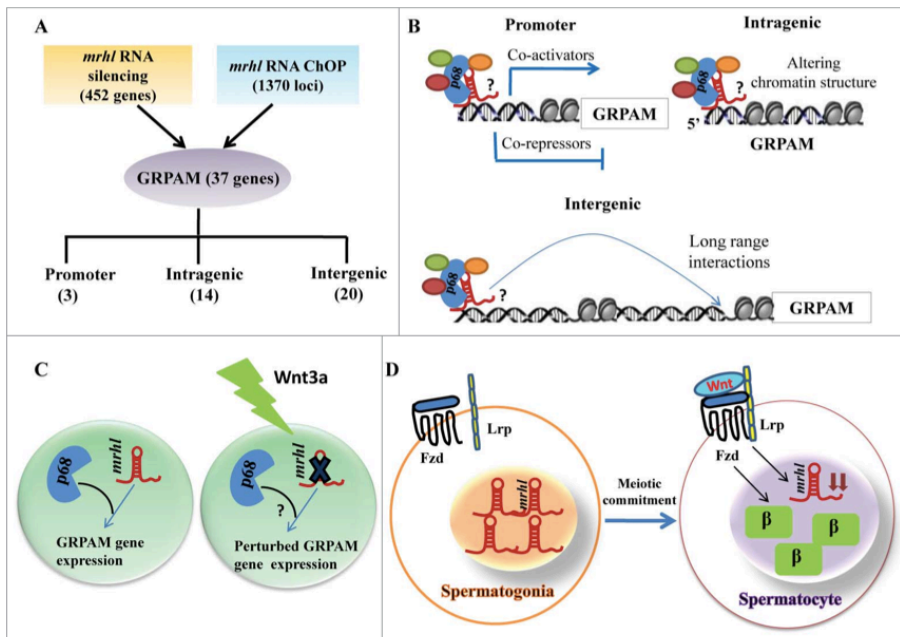 A
mrhl RNA
silencing
(452 genes)
mrhl RNA ChOP
(1370 loci)
GRPAM (37 genes)
Promoter
(3)
Intragenic
(14)
Intergenic
(20)
B
Promoter
p68
?
Co-activators
GRPAM
Co-repressors
Intragenic
p68
?
Altering
chromatin structure
5'
GRPAM
Intergenic
p68
?
Long range
interactions
GRPAM
C
p68
mrhl
GRPAM gene
expression
Wnt3a
p68
mrhl
X
?
Perturbed GRPAM
gene expression
D
Fzd
Lrp
mrhl
Spermatogonia
Meiotic
commitment
Wnt
Lrp
Fzd
mrhl
β
β
β
Spermatocyte